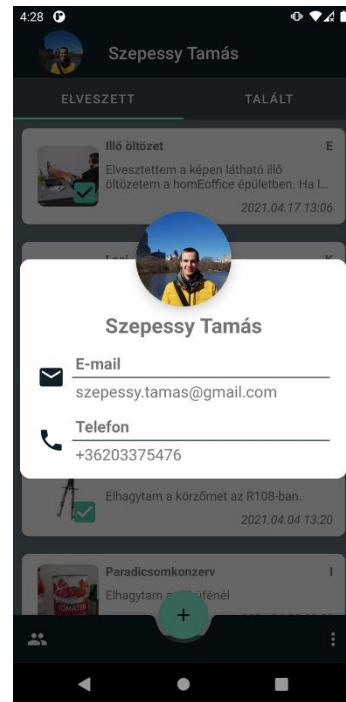 4:28
Szepessy Tamás
ELVESZETT
TALÁLT
Illő öltözet
E
Elvesztettem a képen látható illő
öltözetem a homEoffice épületben. Ha l...
2021.04.17 13:06
Szepessy Tamás
E-mail
szepessy.tamas@gmail.com
Telefon
+36203375476
Elhagytam a körzőmet az R108-ban.
2021.04.04 13:20
Paradicsomkonzerv
I
TOMATE
Elhagytam
+